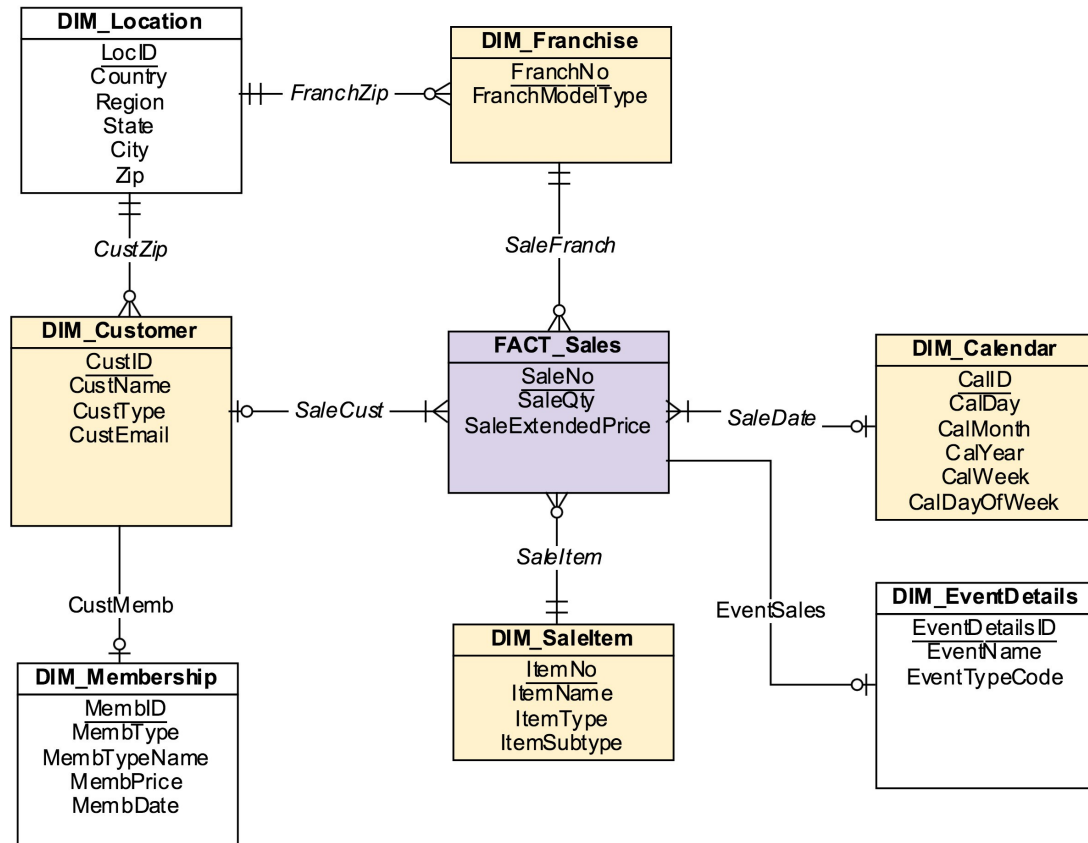 DIM_Location
LocID
Country
Region
State
City
Zip
FranchZip
DIM_Franchise
FranchNo
FranchModelType
CustZip
SaleFranch
DIM_Customer
CustID
CustName
CustType
CustEmail
SaleCust
FACT_Sales
SaleNo
SaleQty
SaleExtendedPrice
SaleDate
DIM_Calendar
CalID
CalDay
CalMonth
CalYear
CalWeek
CalDayOfWeek
SaleItem
CustMemb
EventSales
DIM_EventDetails
EventDetailsID
EventName
EventTypeCode
DIM_SaleItem
ItemNo
ItemName
ItemType
ItemSubtype
DIM_Membership
MembID
MembType
MembTypeName
MembPrice
MembDate